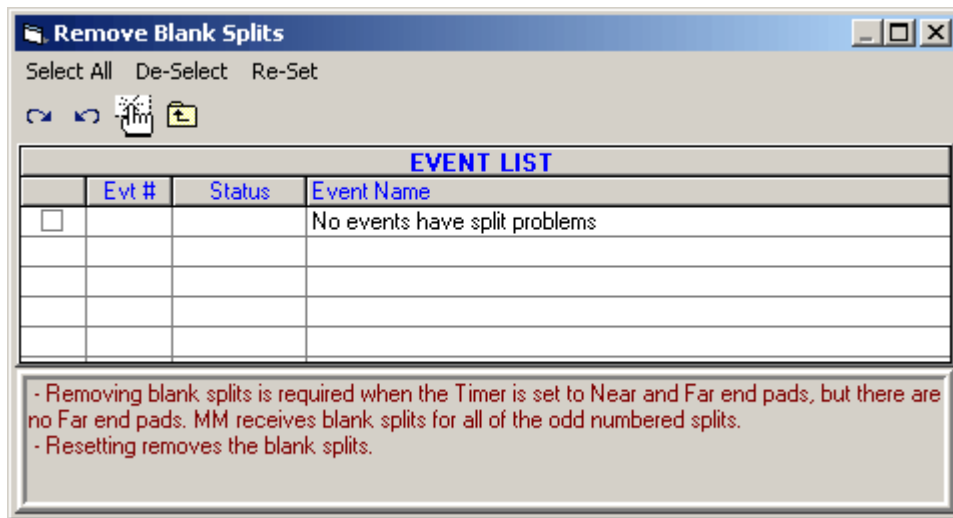 Remove Blank Splits
Select All De-Select Re-Set
EVENT LIST
Evt # Status Event Name
No events have split problems
- Removing blank splits is required when the Timer is set to Near and Far end pads, but there are
no Far end pads. MM receives blank splits for all of the odd numbered splits.
- Resetting removes the blank splits.